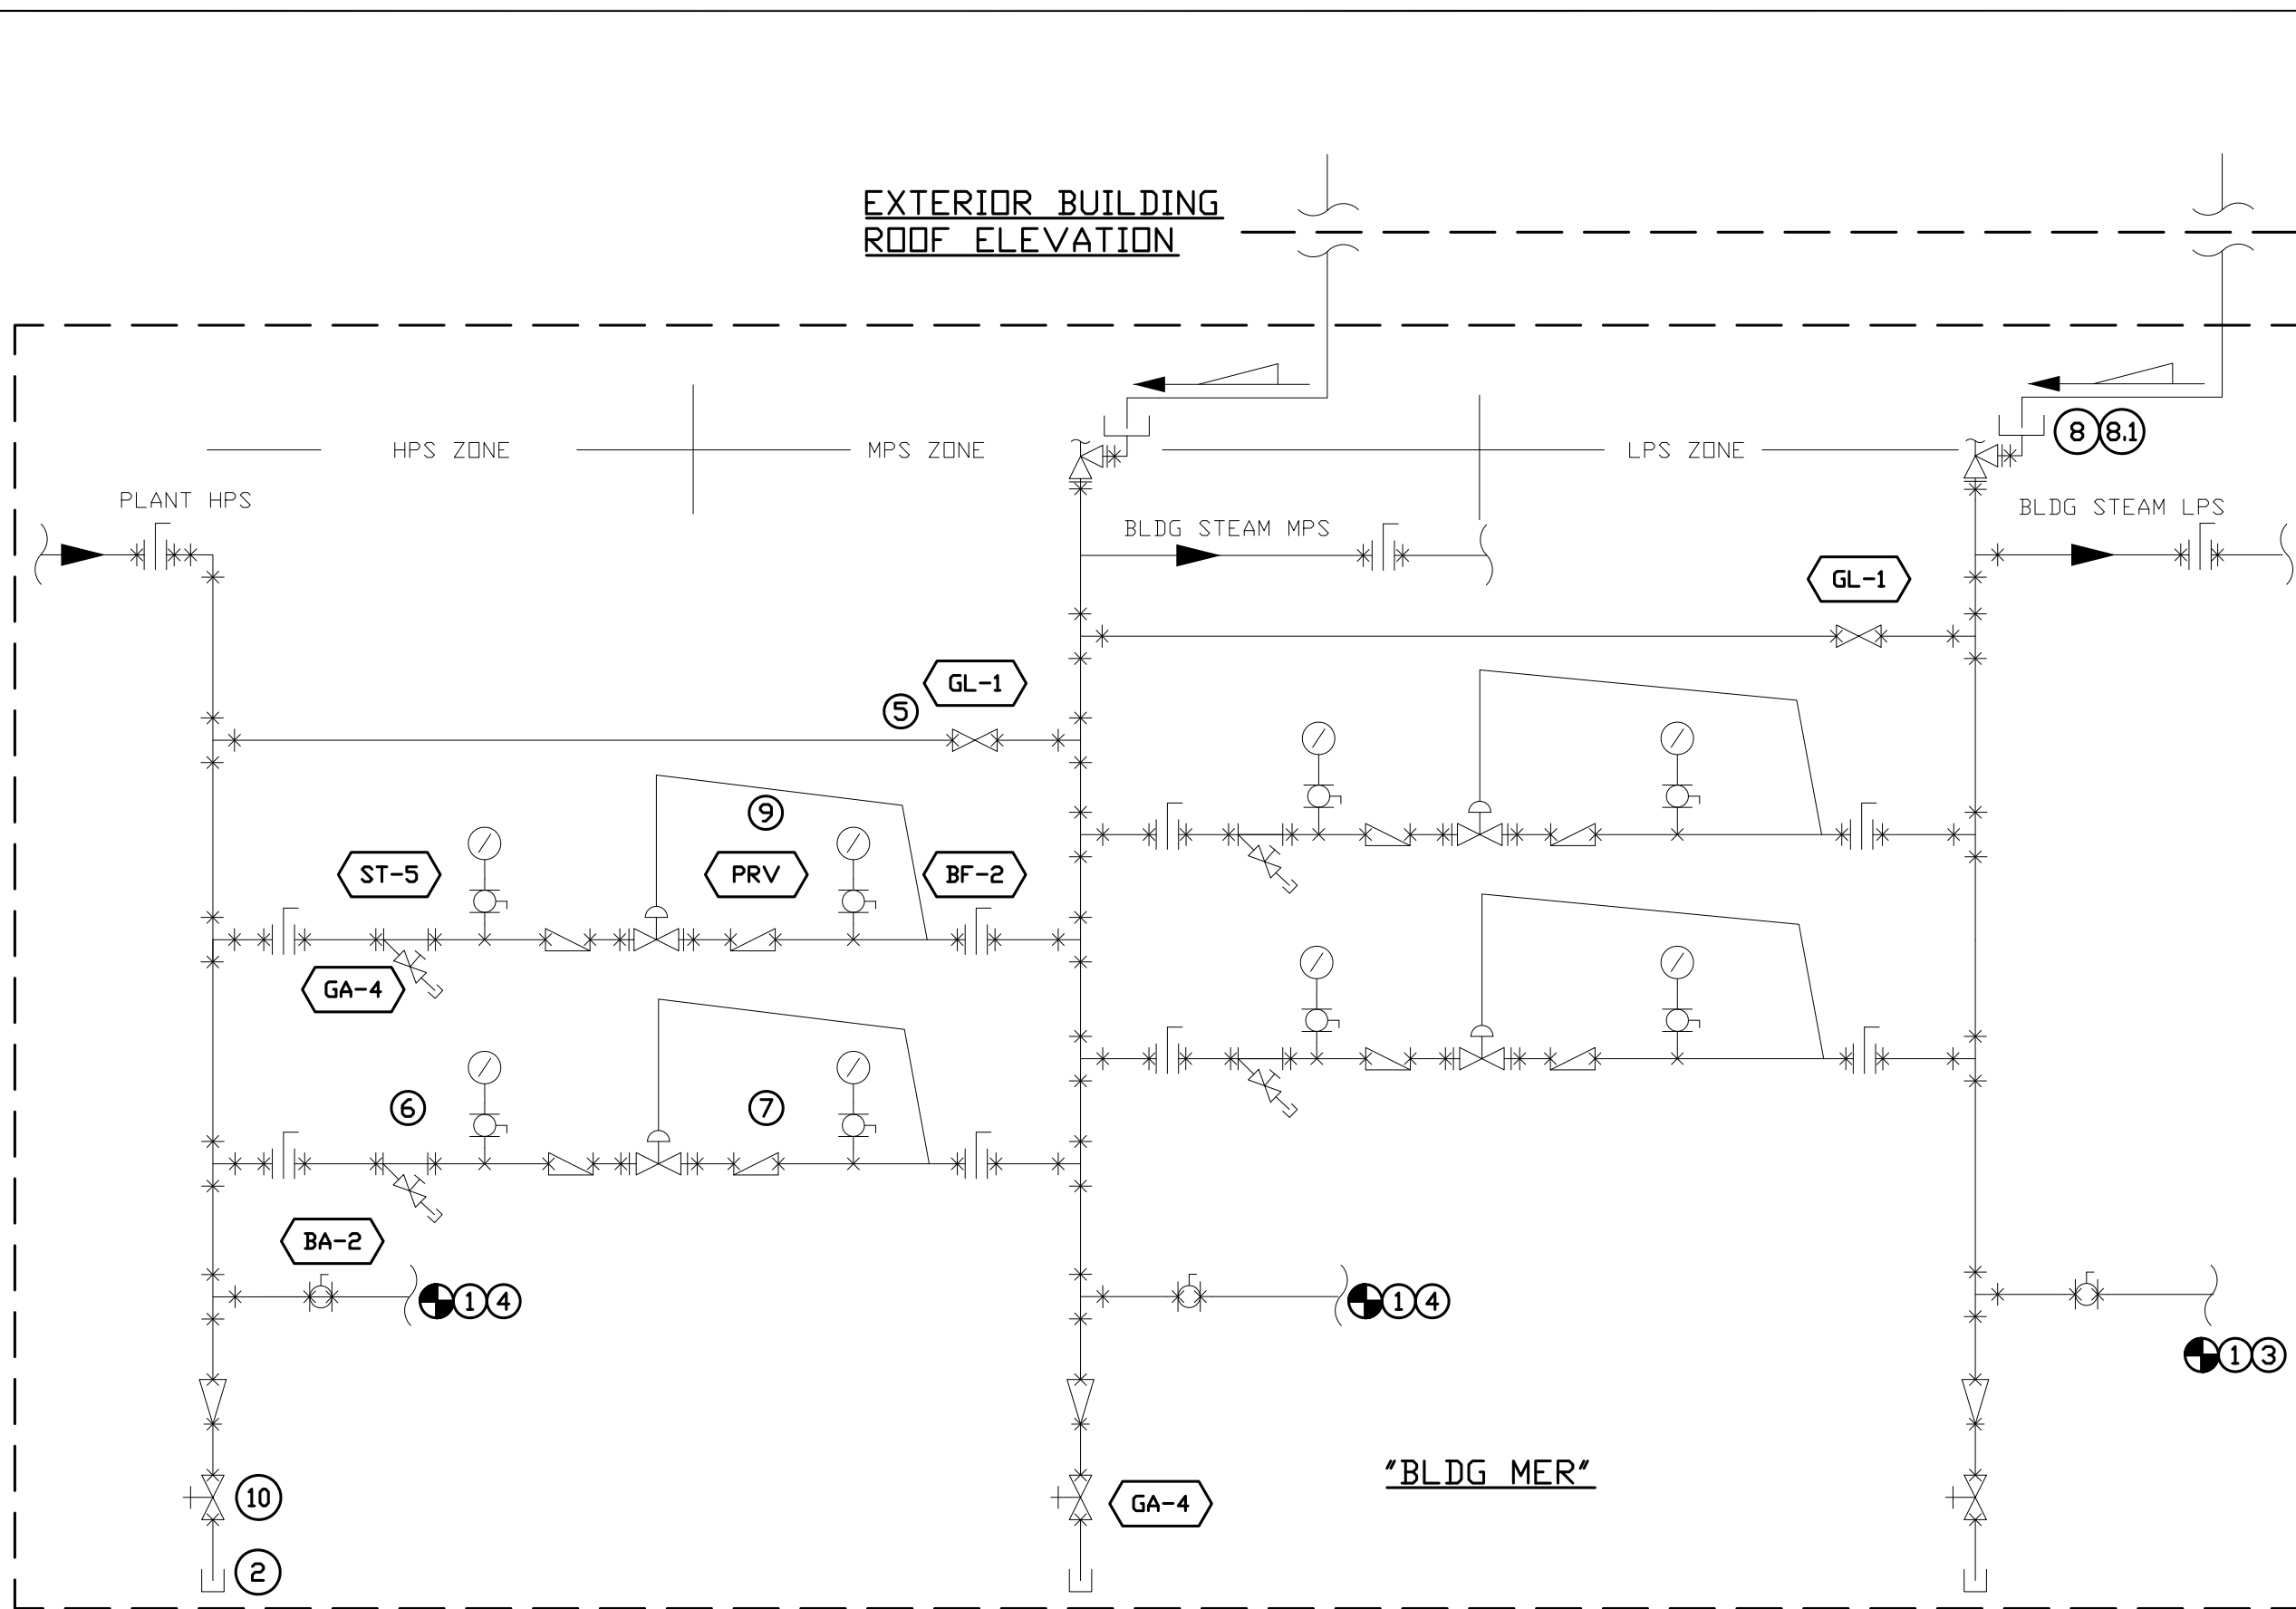 EXTERIOR BUILDING
ROOF ELEVATION
HPS ZONE
MPS ZONE
LPS ZONE
8 8.1
PLANT HPS
BLDG STEAM MPS
BLDG STEAM LPS
GL-1
GL-1
5
9
ST-5
PRV
BF-2
GA-4
6
7
BA-2
1 4
1 4
1 3
"BLDG MER"
10
GA-4
2